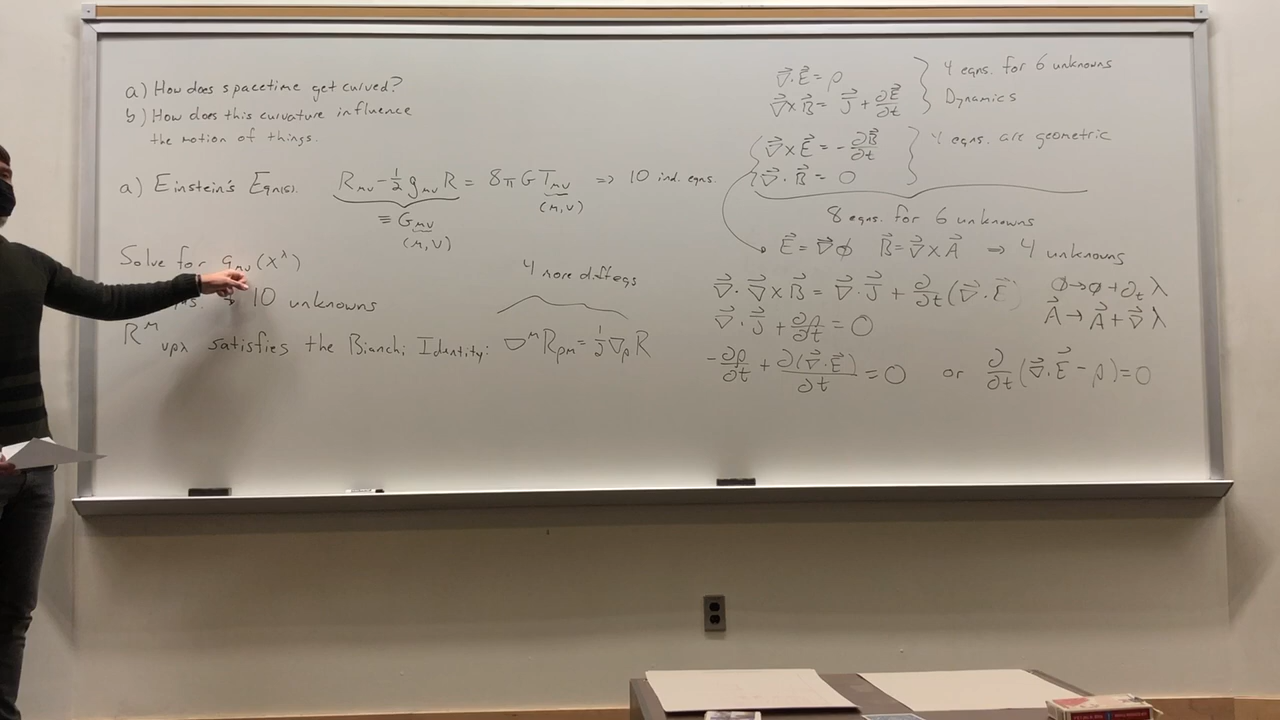 a) How does spacetime get curved?
b) How does this curvature influence
the motion of things.
a) Einstein's Eqn(s). R_μν - 1/2 g_μν R = 8πG T_μν ⇒ 10 ind. eqns.
≡ G_μν
(μ,ν)
(μ,ν)
Solve for g_μν(x^λ)
10 unknowns
4 more diffeqs
R^μ_νρλ satisfies the Bianchi Identity: ∇^μ R_ρμ = 1/2 ∇_ρ R
∇⃗·E⃗ = ρ
∇⃗×B⃗ = J⃗ + ∂E⃗/∂t
4 eqns. for 6 unknowns
Dynamics
∇⃗×E⃗ = -∂B⃗/∂t
∇⃗·B⃗ = 0
4 eqns. are geometric
8 eqns. for 6 unknowns
E⃗ = ∇⃗φ B⃗ = ∇⃗×A⃗ ⇒ 4 unknowns
∇⃗·∇⃗×B⃗ = ∇⃗·J⃗ + ∂/∂t(∇⃗·E⃗)
φ→φ+∂_t λ
A⃗→A⃗+∇⃗λ
∇⃗·J⃗ + ∂ρ/∂t = 0
-∂ρ/∂t + ∂(∇⃗·E⃗)/∂t = 0 or ∂/∂t(∇⃗·E⃗ - ρ) = 0